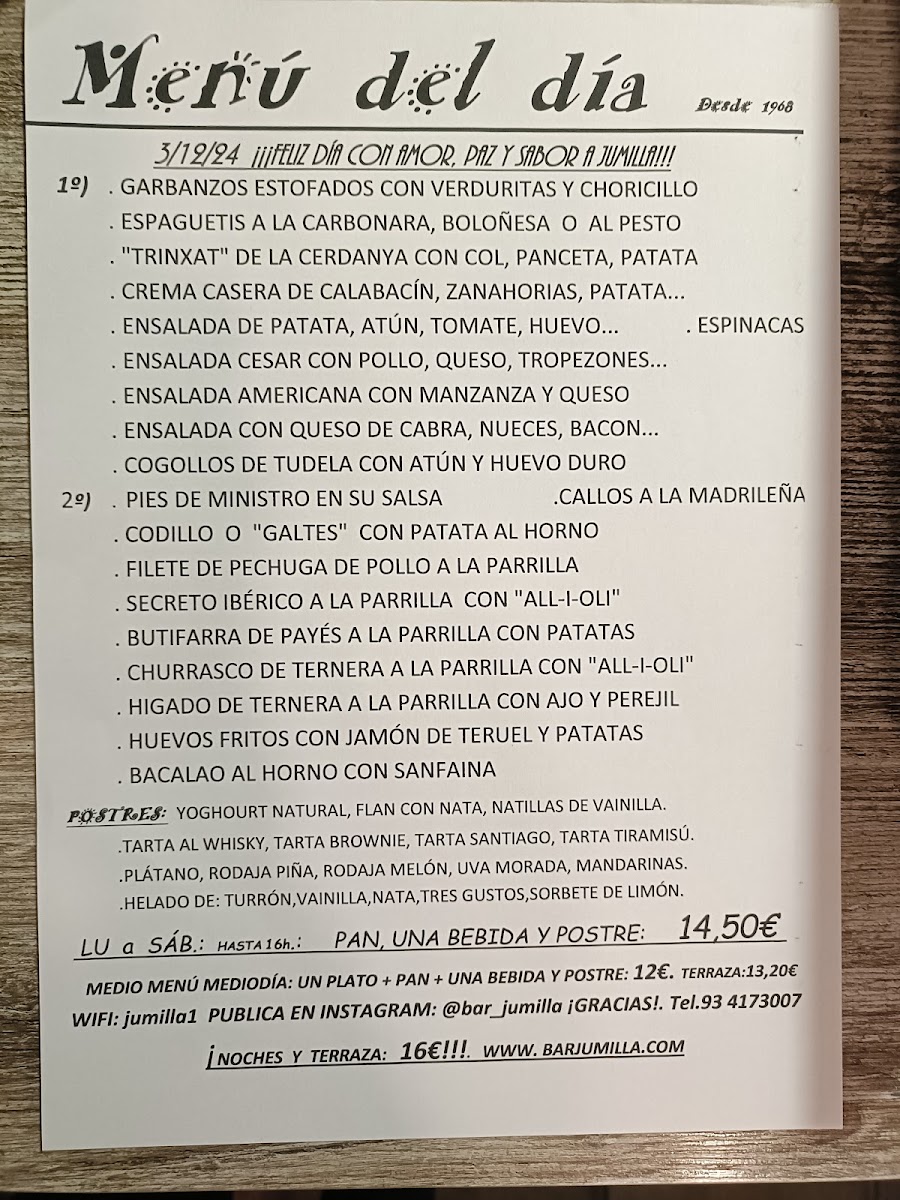 Menú del día Desde 1968
3/12/24 ¡¡¡FELIZ DÍA CON AMOR, PAZ Y SABOR A JUMILLA!!!
1º) . GARBANZOS ESTOFADOS CON VERDURITAS Y CHORICILLO
. ESPAGUETIS A LA CARBONARA, BOLOÑESA O AL PESTO
. "TRINXAT" DE LA CERDANYA CON COL, PANCETA, PATATA
. CREMA CASERA DE CALABACÍN, ZANAHORIAS, PATATA...
. ENSALADA DE PATATA, ATÚN, TOMATE, HUEVO... . ESPINACAS
. ENSALADA CESAR CON POLLO, QUESO, TROPEZONES...
. ENSALADA AMERICANA CON MANZANZA Y QUESO
. ENSALADA CON QUESO DE CABRA, NUECES, BACON...
. COGOLLOS DE TUDELA CON ATÚN Y HUEVO DURO
2º) . PIES DE MINISTRO EN SU SALSA .CALLOS A LA MADRILEÑA
. CODILLO O "GALTES" CON PATATA AL HORNO
. FILETE DE PECHUGA DE POLLO A LA PARRILLA
. SECRETO IBÉRICO A LA PARRILLA CON "ALL-I-OLI"
. BUTIFARRA DE PAYÉS A LA PARRILLA CON PATATAS
. CHURRASCO DE TERNERA A LA PARRILLA CON "ALL-I-OLI"
. HIGADO DE TERNERA A LA PARRILLA CON AJO Y PEREJIL
. HUEVOS FRITOS CON JAMÓN DE TERUEL Y PATATAS
. BACALAO AL HORNO CON SANFAINA
POSTRES: YOGHOURT NATURAL, FLAN CON NATA, NATILLAS DE VAINILLA.
.TARTA AL WHISKY, TARTA BROWNIE, TARTA SANTIAGO, TARTA TIRAMISÚ.
.PLÁTANO, RODAJA PIÑA, RODAJA MELÓN, UVA MORADA, MANDARINAS.
.HELADO DE: TURRÓN,VAINILLA,NATA,TRES GUSTOS,SORBETE DE LIMÓN.
LU a SÁB.: HASTA 16h.: PAN, UNA BEBIDA Y POSTRE: 14,50€
MEDIO MENÚ MEDIODÍA: UN PLATO + PAN + UNA BEBIDA Y POSTRE: 12€. TERRAZA:13,20€
WIFI: jumilla1 PUBLICA EN INSTAGRAM: @bar_jumilla ¡GRACIAS!. Tel.93 4173007
¡NOCHES Y TERRAZA: 16€!!!. WWW. BARJUMILLA.COM